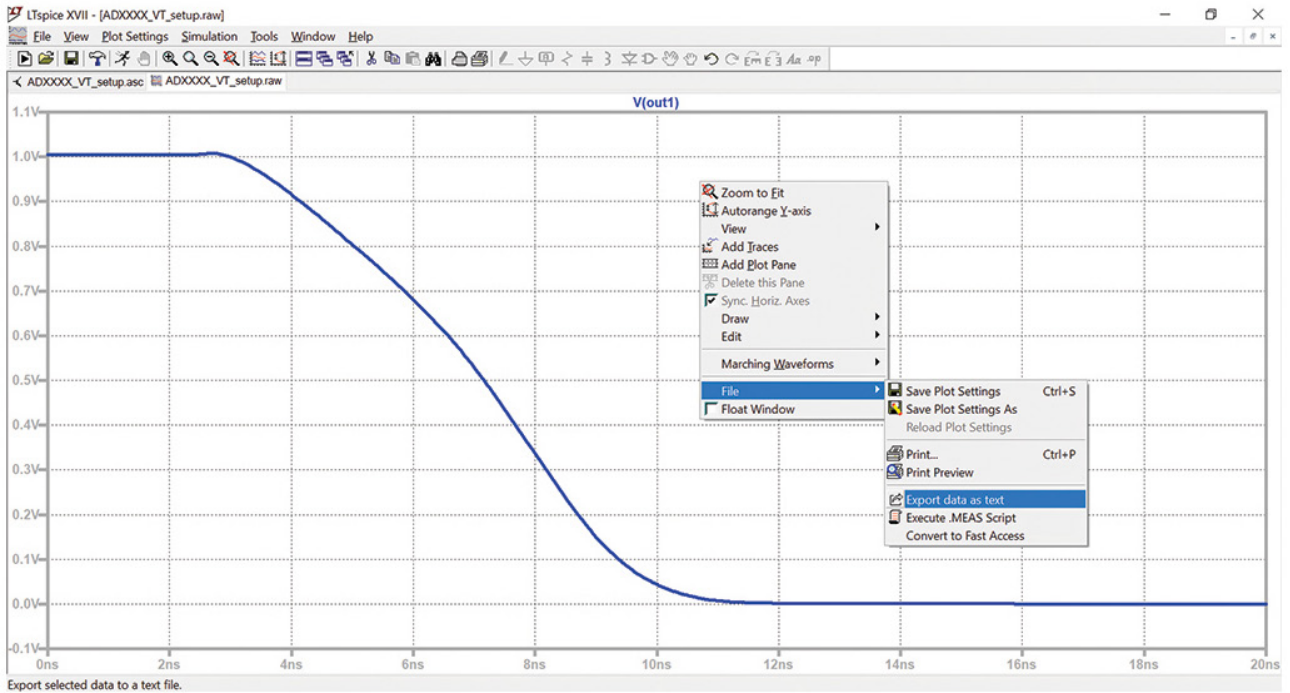 LTspice XVII - [ADXXXX_VT_setup.raw]
File View Plot Settings Simulation Tools Window Help
ADXXXX_VT_setup.asc ADXXXX_VT_setup.raw
V(out1)
1.1V
1.0V
0.9V
0.8V
0.7V
0.6V
0.5V
0.4V
0.3V
0.2V
0.1V
0.0V
-0.1V
0ns 2ns 4ns 6ns 8ns 10ns 12ns 14ns 16ns 18ns 20ns
Zoom to Fit
Autorange Y-axis
View
Add Traces
Add Plot Pane
Delete this Pane
Sync. Horiz. Axes
Draw
Edit
Marching Waveforms
File
Float Window
Save Plot Settings Ctrl+S
Save Plot Settings As
Reload Plot Settings
Print... Ctrl+P
Print Preview
Export data as text
Execute .MEAS Script
Convert to Fast Access
Export selected data to a text file.